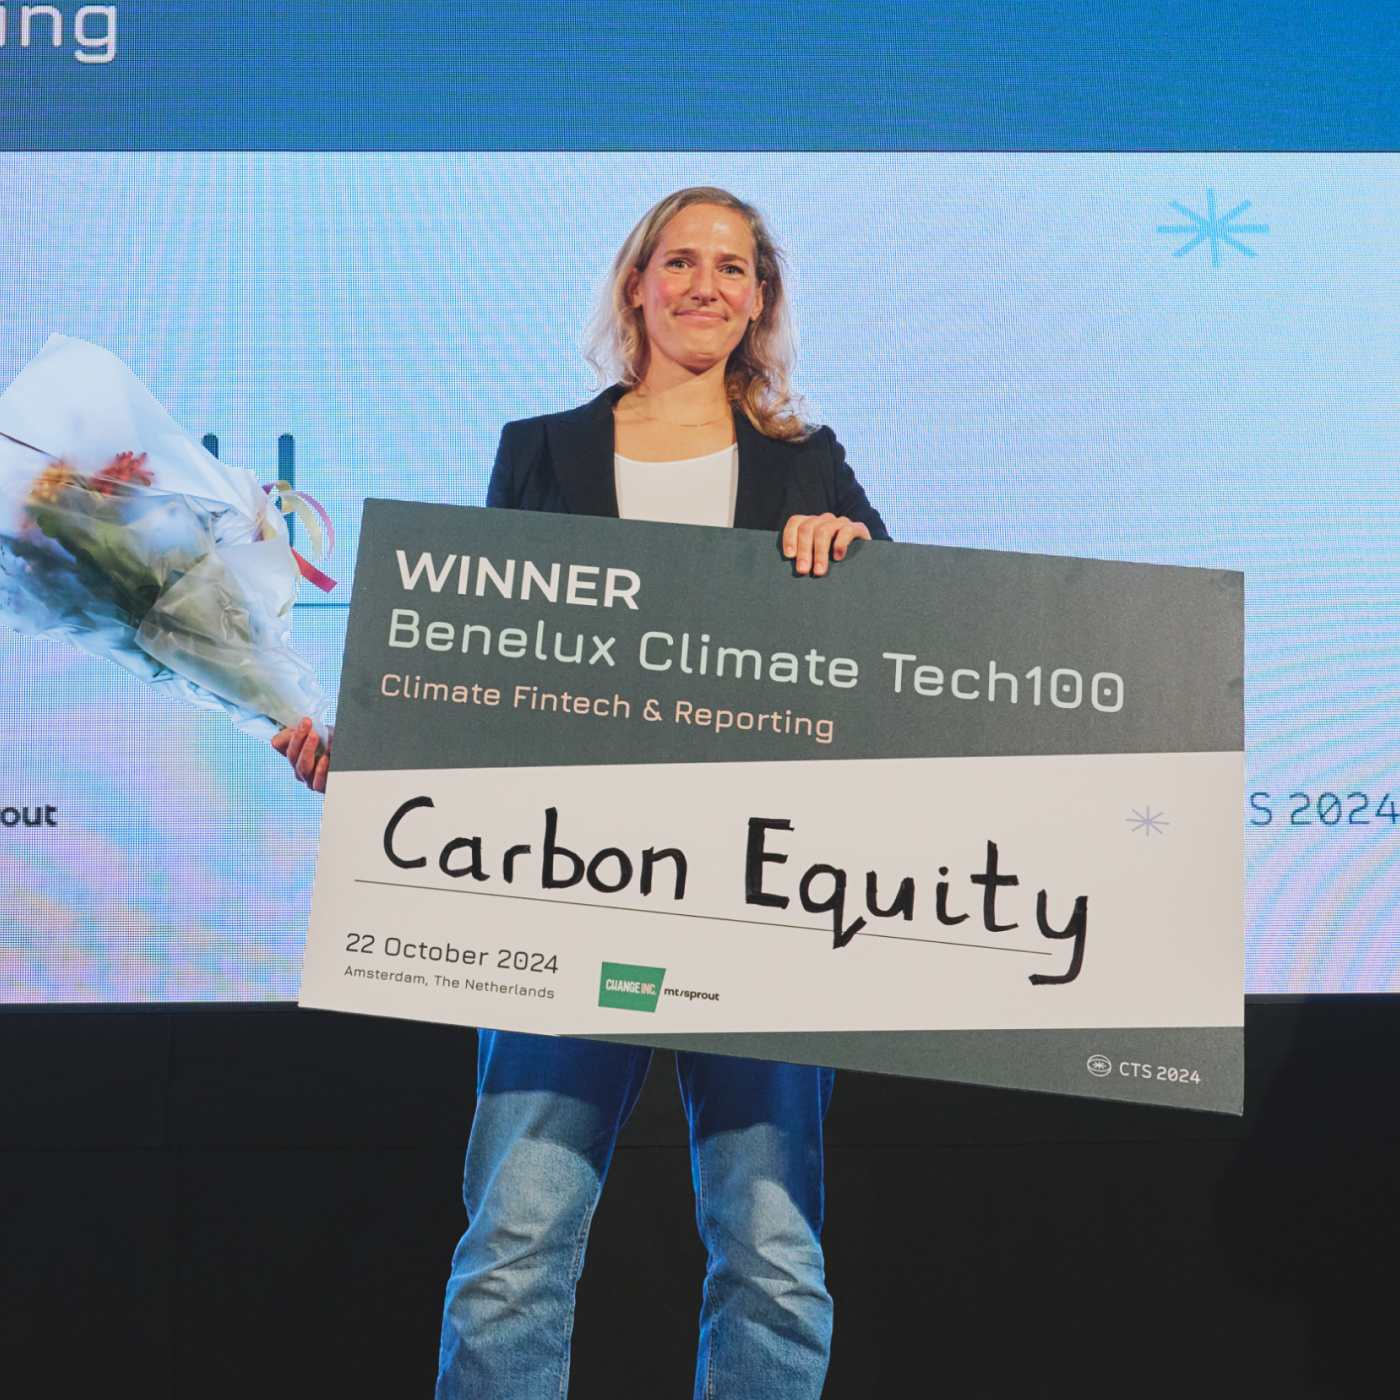 ing
WINNER
Benelux Climate Tech100
Climate Fintech & Reporting
Carbon Equity
22 October 2024
Amsterdam, The Netherlands
CHANGE INC.
mt/sprout
CTS 2024
out
S 2024